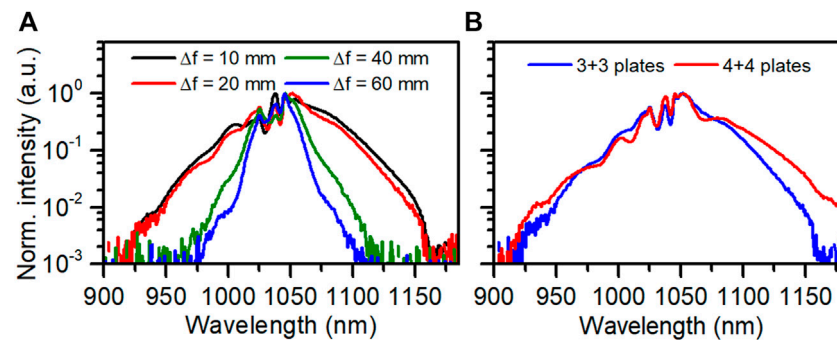 A
B
Δf = 10 mm Δf = 40 mm
Δf = 20 mm Δf = 60 mm
3+3 plates 4+4 plates
Norm. intensity (a.u.)
10⁰
10⁻¹
10⁻²
10⁻³
900 950 1000 1050 1100 1150
900 950 1000 1050 1100 1150
Wavelength (nm)
Wavelength (nm)